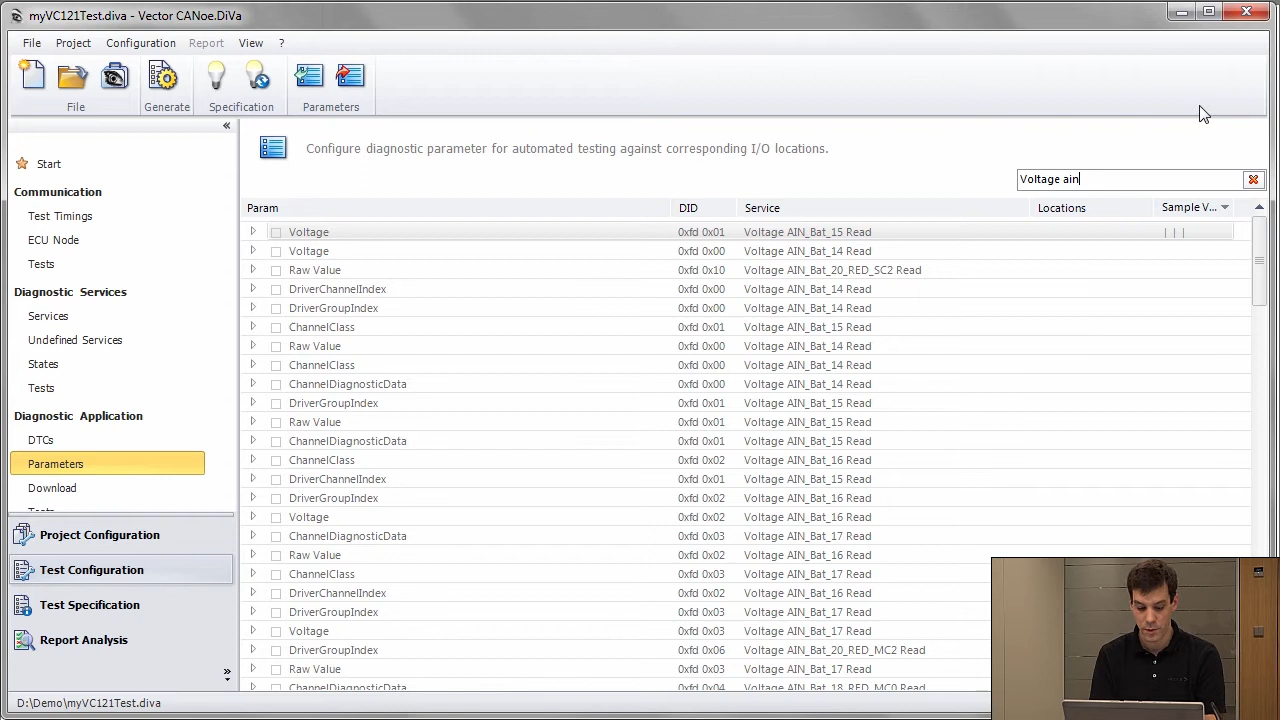 myVC121Test.diva - Vector CANoe.DiVa
File Project Configuration Report View ?
File Generate Specification Parameters
«
Start
Communication
Test Timings
ECU Node
Tests
Diagnostic Services
Services
Undefined Services
States
Tests
Diagnostic Application
DTCs
Parameters
Download
Project Configuration
Test Configuration
Test Specification
Report Analysis
»
Configure diagnostic parameter for automated testing against corresponding I/O locations.
Voltage ain
Param DID Service Locations Sample V...
Voltage 0xfd 0x01 Voltage AIN_Bat_15 Read | | |
Voltage 0xfd 0x00 Voltage AIN_Bat_14 Read
Raw Value 0xfd 0x10 Voltage AIN_Bat_20_RED_SC2 Read
DriverChannelIndex 0xfd 0x00 Voltage AIN_Bat_14 Read
DriverGroupIndex 0xfd 0x00 Voltage AIN_Bat_14 Read
ChannelClass 0xfd 0x01 Voltage AIN_Bat_15 Read
Raw Value 0xfd 0x00 Voltage AIN_Bat_14 Read
ChannelClass 0xfd 0x00 Voltage AIN_Bat_14 Read
ChannelDiagnosticData 0xfd 0x00 Voltage AIN_Bat_14 Read
DriverGroupIndex 0xfd 0x01 Voltage AIN_Bat_15 Read
Raw Value 0xfd 0x01 Voltage AIN_Bat_15 Read
ChannelDiagnosticData 0xfd 0x01 Voltage AIN_Bat_15 Read
ChannelClass 0xfd 0x02 Voltage AIN_Bat_16 Read
DriverChannelIndex 0xfd 0x01 Voltage AIN_Bat_15 Read
DriverGroupIndex 0xfd 0x02 Voltage AIN_Bat_16 Read
Voltage 0xfd 0x02 Voltage AIN_Bat_16 Read
ChannelDiagnosticData 0xfd 0x03 Voltage AIN_Bat_17 Read
Raw Value 0xfd 0x02 Voltage AIN_Bat_16 Read
ChannelClass 0xfd 0x03 Voltage AIN_Bat_17 Read
DriverChannelIndex 0xfd 0x02 Voltage AIN_Bat_16 Read
DriverGroupIndex 0xfd 0x03 Voltage AIN_Bat_17 Read
Voltage 0xfd 0x03 Voltage AIN_Bat_17 Read
DriverGroupIndex 0xfd 0x06 Voltage AIN_Bat_20_RED_MC2 Read
Raw Value 0xfd 0x03 Voltage AIN_Bat_17 Read
ChannelDiagnosticData 0xfd 0x04 Voltage AIN_Bat_18_RED_MC0 Read
D:\Demo\myVC121Test.diva